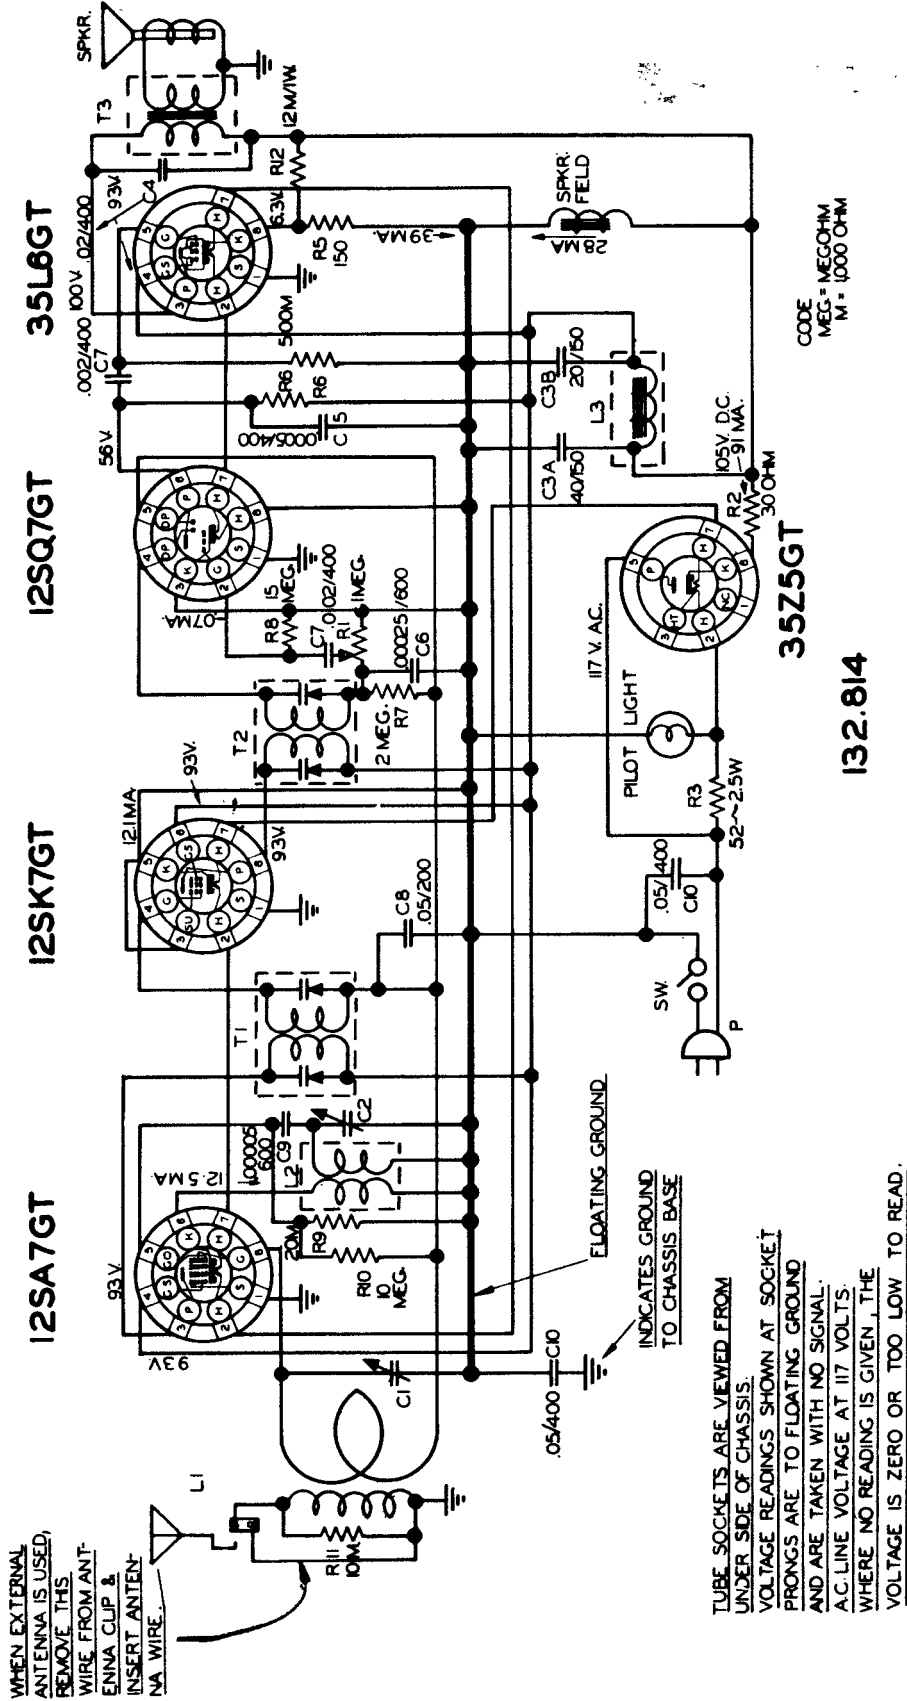 WHEN EXTERNAL
ANTENNA IS USED,
REMOVE THIS
WIRE FROM ANT-
ENNA CLIP &
INSERT ANTEN-
NA WIRE.
L1
R11
10M.
12SA7GT
12SK7GT
12SQ7GT
35L6GT
93V.
93V
12.5 MA.
.00005
600
C9
L2
C2
20M
R9
R10
10
MEG.
C1
.05/400
C10
T1
C8
.05/200
12.1MA.
93V.
93V.
T2
2 MEG.
R7
.07MA.
R8
15
MEG.
C7
.002/400
R1
1MEG.
.00025/600
C6
56V.
.002/400
C7
.0005/400
C5
R6
R6
500M
100V.
.02/400
93V.
C4
T3
SPKR.
6.3V.
R12
12M/1W.
R5
150
39MA.
SPKR.
FIELD
28 MA
C3B
20/150
C3A
40/150
L3
105V. D.C.
91 MA.
R2
30 OHM
35Z5GT
117 V. A.C.
PILOT LIGHT
R3
52~2.5W
.05/400
C10
SW.
P
FLOATING GROUND
INDICATES GROUND
TO CHASSIS BASE
CODE
MEG.= MEGOHM
M = 1,000 OHM
132.814
TUBE SOCKETS ARE VIEWED FROM
UNDER SIDE OF CHASSIS.
VOLTAGE READINGS SHOWN AT SOCKET
PRONGS ARE TO FLOATING GROUND
AND ARE TAKEN WITH NO SIGNAL.
A.C. LINE VOLTAGE AT 117 VOLTS.
WHERE NO READING IS GIVEN, THE
VOLTAGE IS ZERO OR TOO LOW TO READ.